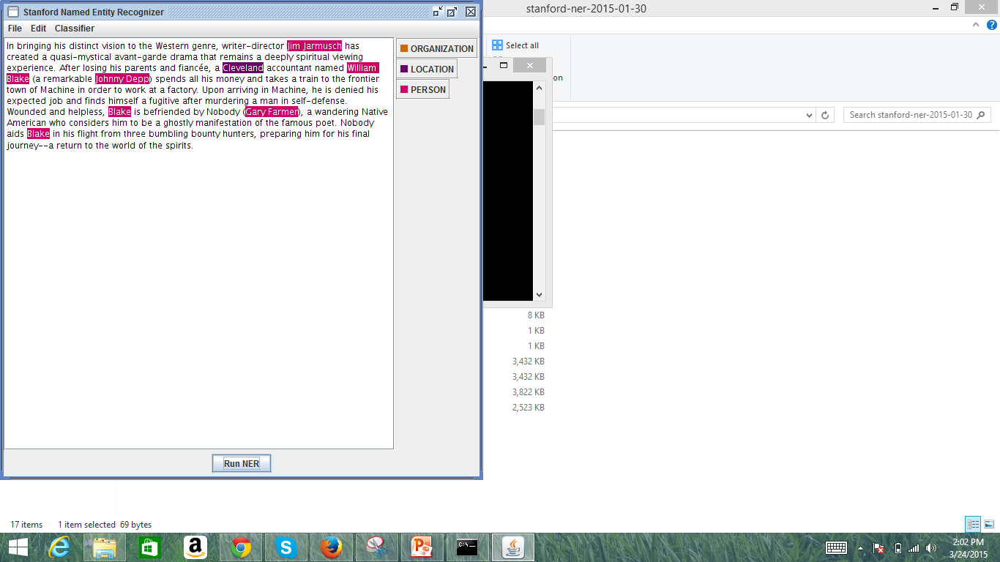 Stanford Named Entity Recognizer
File Edit Classifier
In bringing his distinct vision to the Western genre, writer-director Jim Jarmusch has
created a quasi-mystical avant-garde drama that remains a deeply spiritual viewing
experience. After losing his parents and fiancée, a Cleveland accountant named William
Blake (a remarkable Johnny Depp) spends all his money and takes a train to the frontier
town of Machine in order to work at a factory. Upon arriving in Machine, he is denied his
expected job and finds himself a fugitive after murdering a man in self-defense.
Wounded and helpless, Blake is befriended by Nobody (Gary Farmer), a wandering Native
American who considers him to be a ghostly manifestation of the famous poet. Nobody
aids Blake in his flight from three bumbling bounty hunters, preparing him for his final
journey--a return to the world of the spirits.
ORGANIZATION
LOCATION
PERSON
Run NER
stanford-ner-2015-01-30
Select all
on
Search stanford-ner-2015-01-30
8 KB
1 KB
1 KB
3,432 KB
3,432 KB
3,822 KB
2,523 KB
17 items 1 item selected 69 bytes
C:\
2:02 PM
3/24/2015